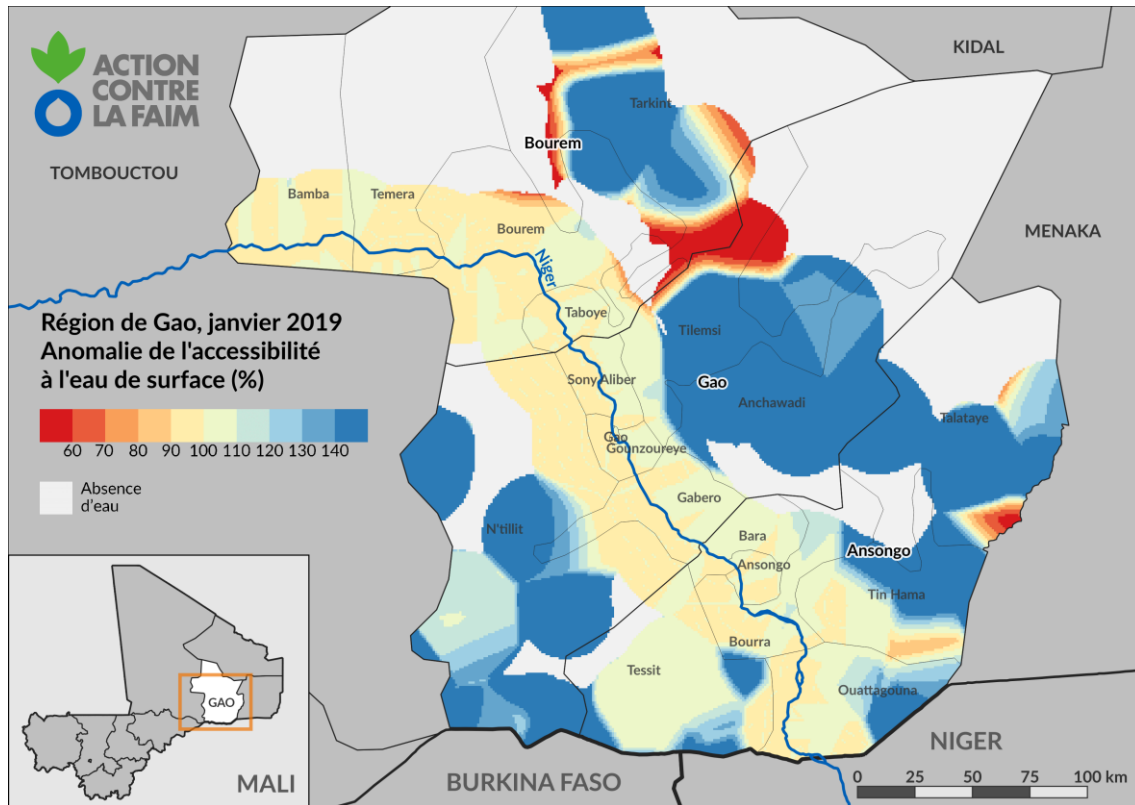 ACTION
CONTRE
LA FAIM
KIDAL
TOMBOUCTOU
MENAKA
Tarkint
Bourem
Bamba
Temera
Bourem
Niger
Taboye
Tilemsi
Région de Gao, janvier 2019
Anomalie de l'accessibilité
à l'eau de surface (%)
60 70 80 90 100 110 120 130 140
Absence
d'eau
Sony Aliber
Gao
Anchawadi
Talataye
Gao
Gounzoureye
Gabero
N'tillit
Bara
Ansongo
Ansongo
Tin Hama
Bourra
Tessit
Ouattagouna
GAO
MALI
BURKINA FASO
NIGER
0 25 50 75 100 km